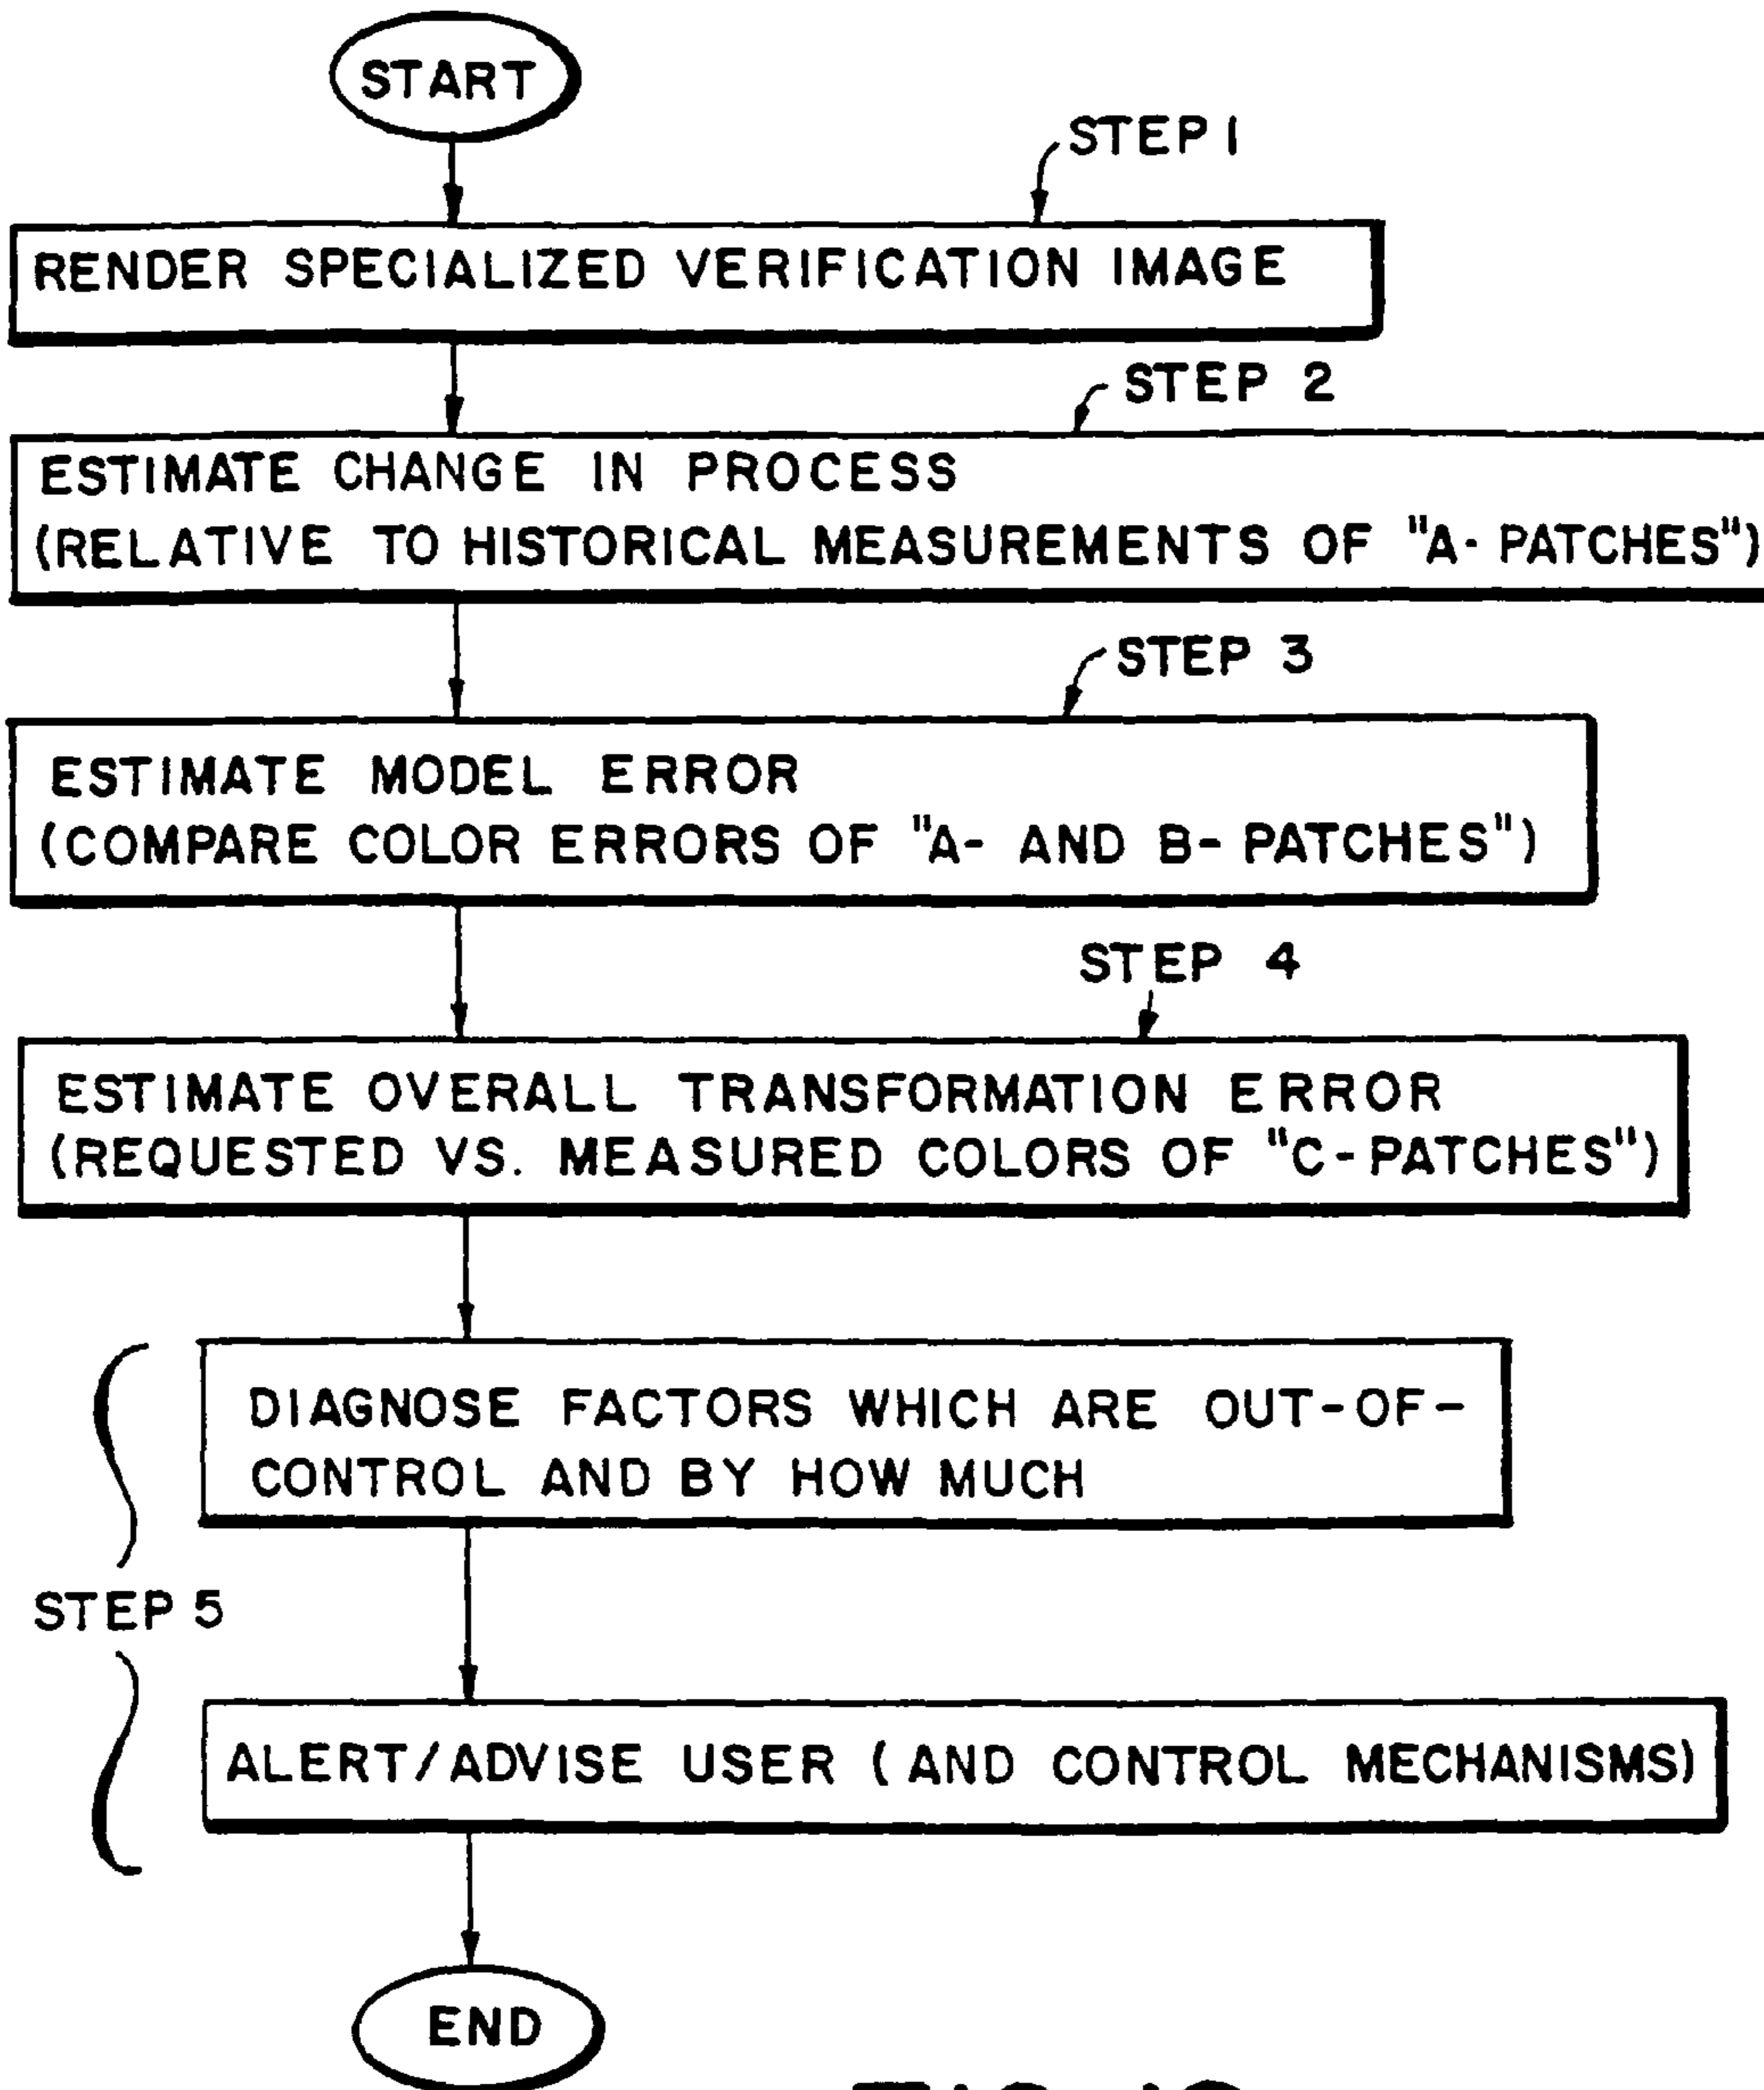 START
STEP 1
RENDER SPECIALIZED VERIFICATION IMAGE
STEP 2
ESTIMATE CHANGE IN PROCESS
(RELATIVE TO HISTORICAL MEASUREMENTS OF "A- PATCHES")
STEP 3
ESTIMATE MODEL ERROR
(COMPARE COLOR ERRORS OF "A- AND B- PATCHES")
STEP 4
ESTIMATE OVERALL TRANSFORMATION ERROR
(REQUESTED VS. MEASURED COLORS OF "C-PATCHES")
DIAGNOSE FACTORS WHICH ARE OUT-OF-
CONTROL AND BY HOW MUCH
STEP 5
ALERT/ADVISE USER (AND CONTROL MECHANISMS)
END